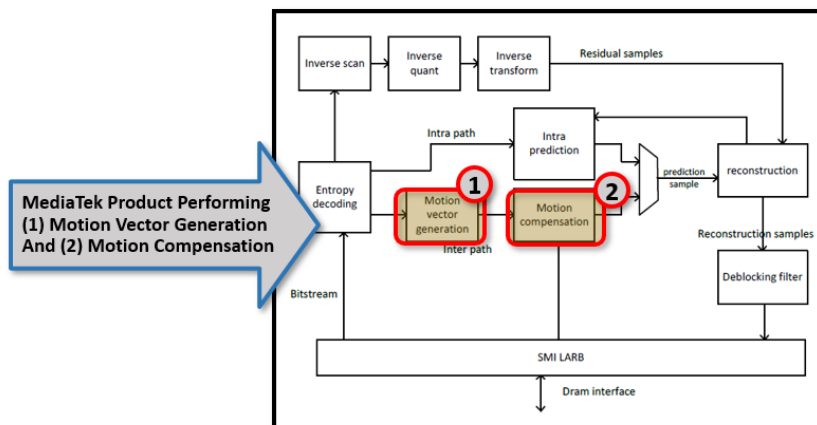 Inverse scan
Inverse
quant
Inverse
transform
Residual samples
Intra path
Intra
prediction
MediaTek Product Performing
(1) Motion Vector Generation
And (2) Motion Compensation
Entropy
decoding
1
Motion
vector
generation
2
Motion
compensation
prediction
sample
reconstruction
Inter path
Reconstruction samples
Bitstream
Deblocking filter
SMI LARB
Dram interface